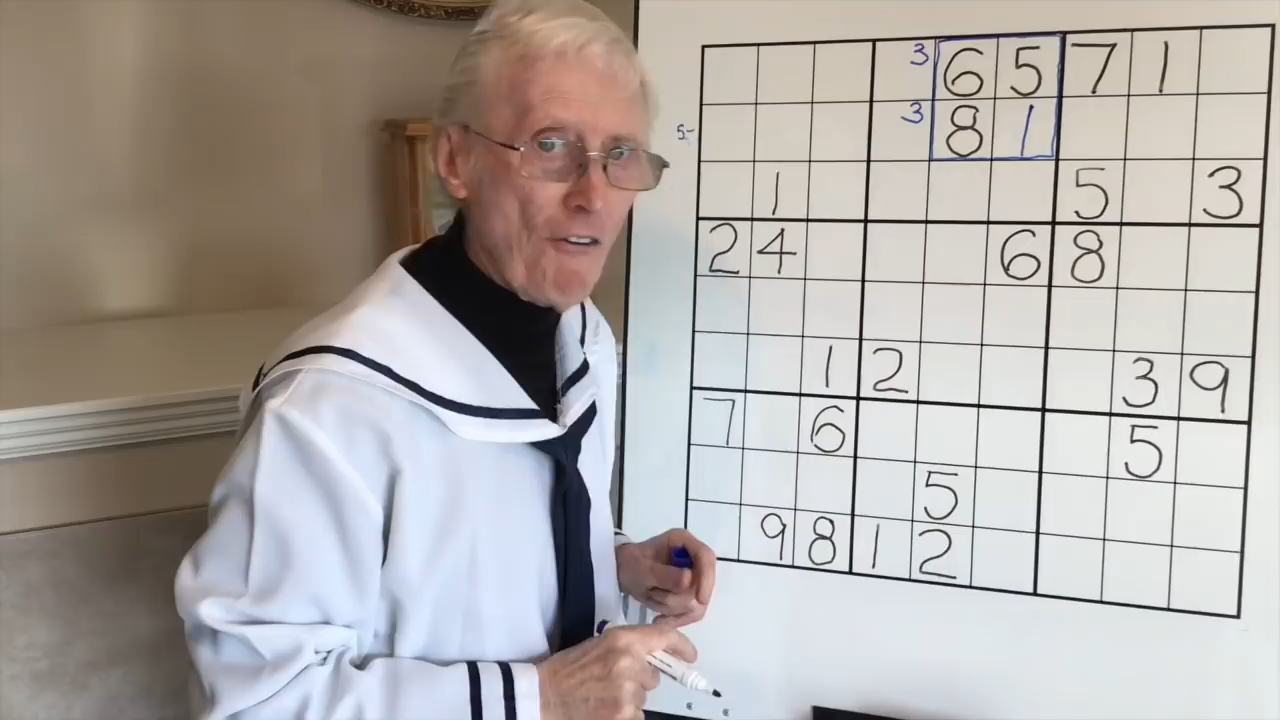 3 6 5 7 1
5- 3 8 1
1 5 3
2 4 6 8
1 2 3 9
7 6 5
5
9 8 1 2